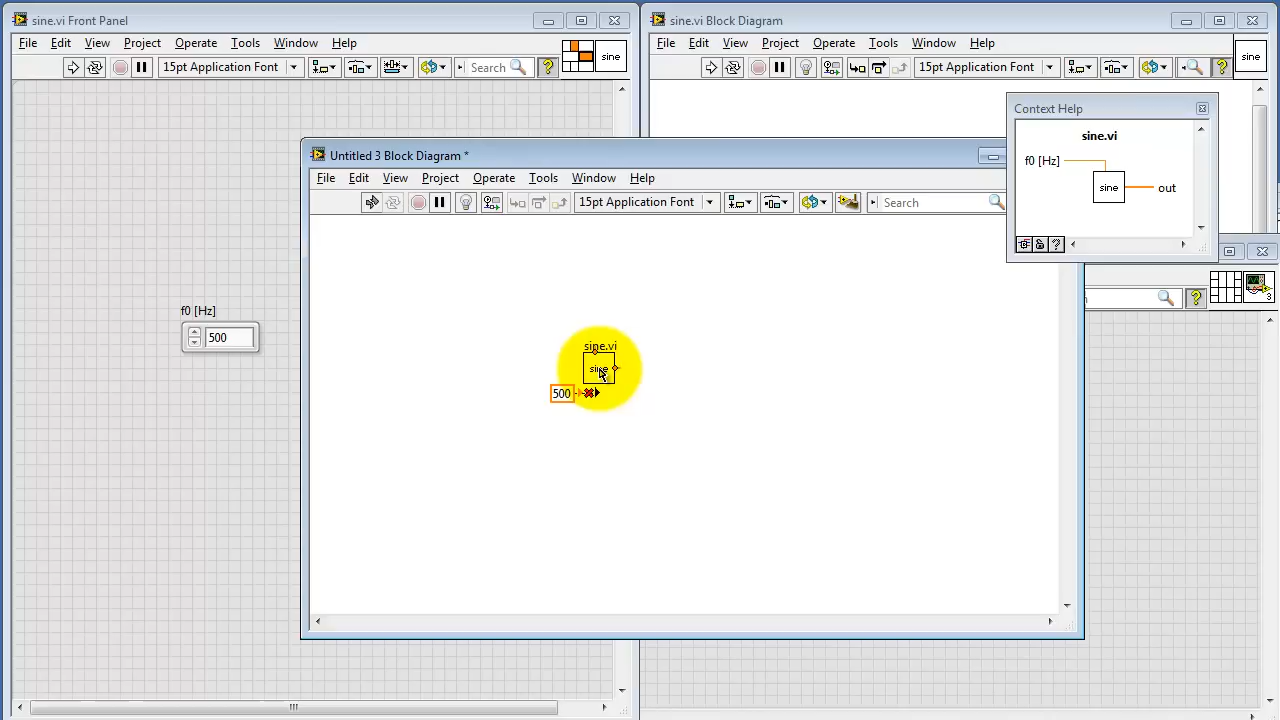 sine.vi Front Panel
File Edit View Project Operate Tools Window Help
15pt Application Font
Search
?
sine
f0 [Hz]
500
sine.vi Block Diagram
File Edit View Project Operate Tools Window Help
15pt Application Font
?
sine
Context Help
sine.vi
f0 [Hz]
sine
out
?
Untitled 3 Block Diagram *
File Edit View Project Operate Tools Window Help
15pt Application Font
Search
sine.vi
sine
500
?
3